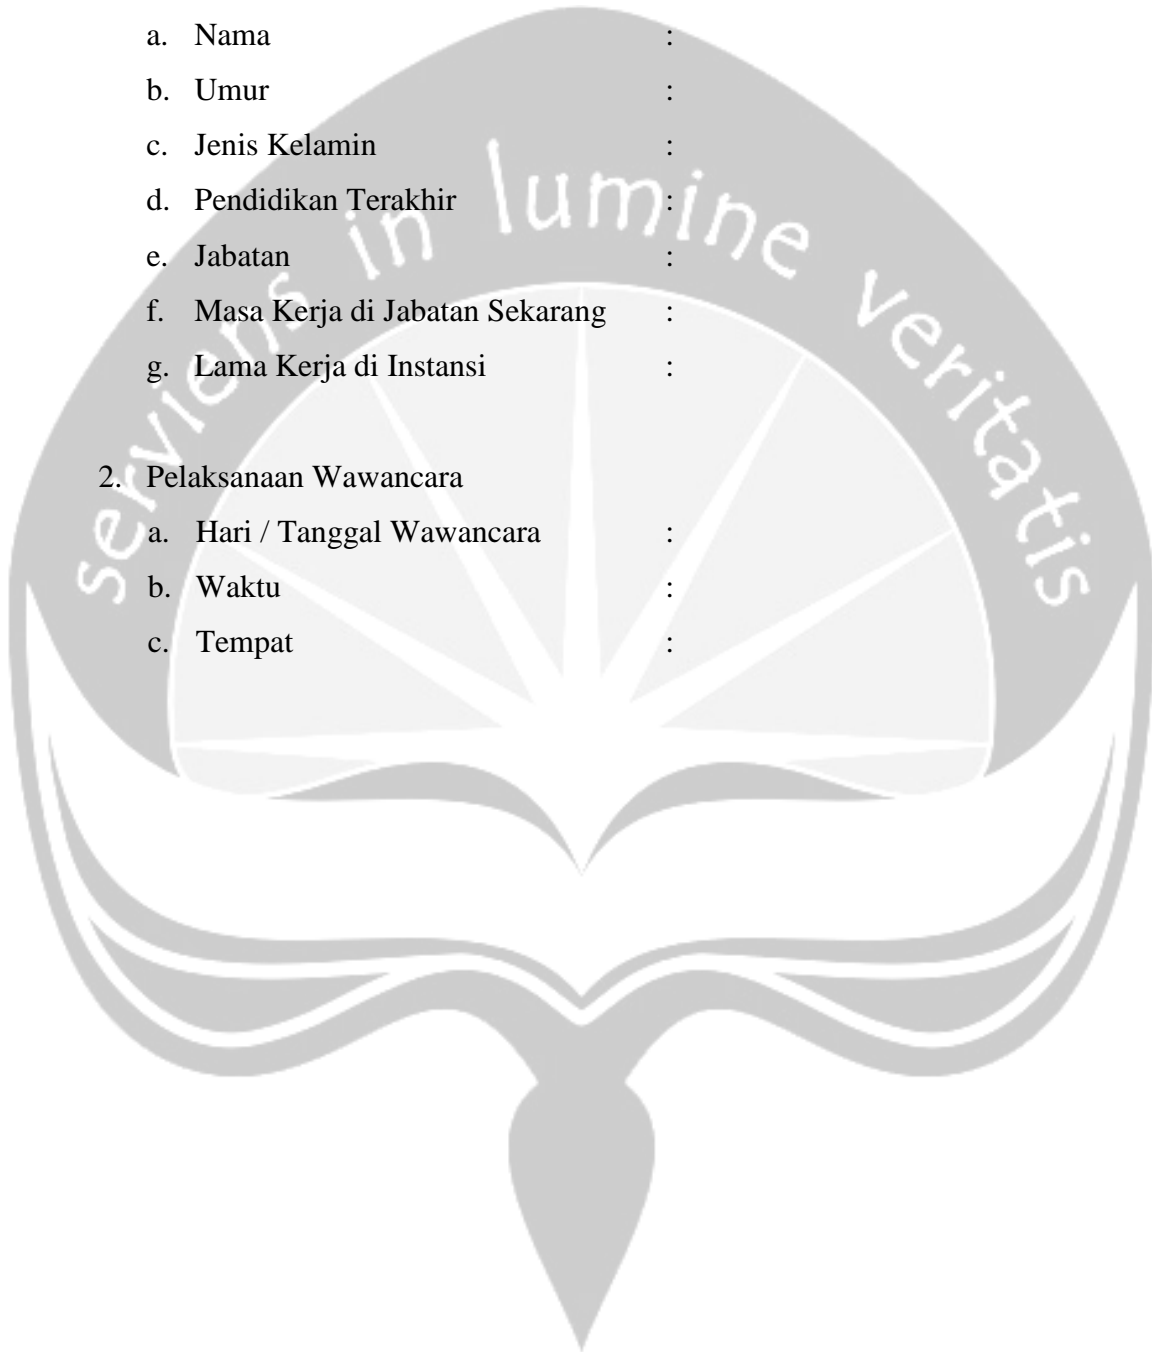 a. Nama :
b. Umur :
c. Jenis Kelamin :
d. Pendidikan Terakhir :
e. Jabatan :
f. Masa Kerja di Jabatan Sekarang :
g. Lama Kerja di Instansi :
2. Pelaksanaan Wawancara
a. Hari / Tanggal Wawancara :
b. Waktu :
c. Tempat :
serviens in lumine veritatis